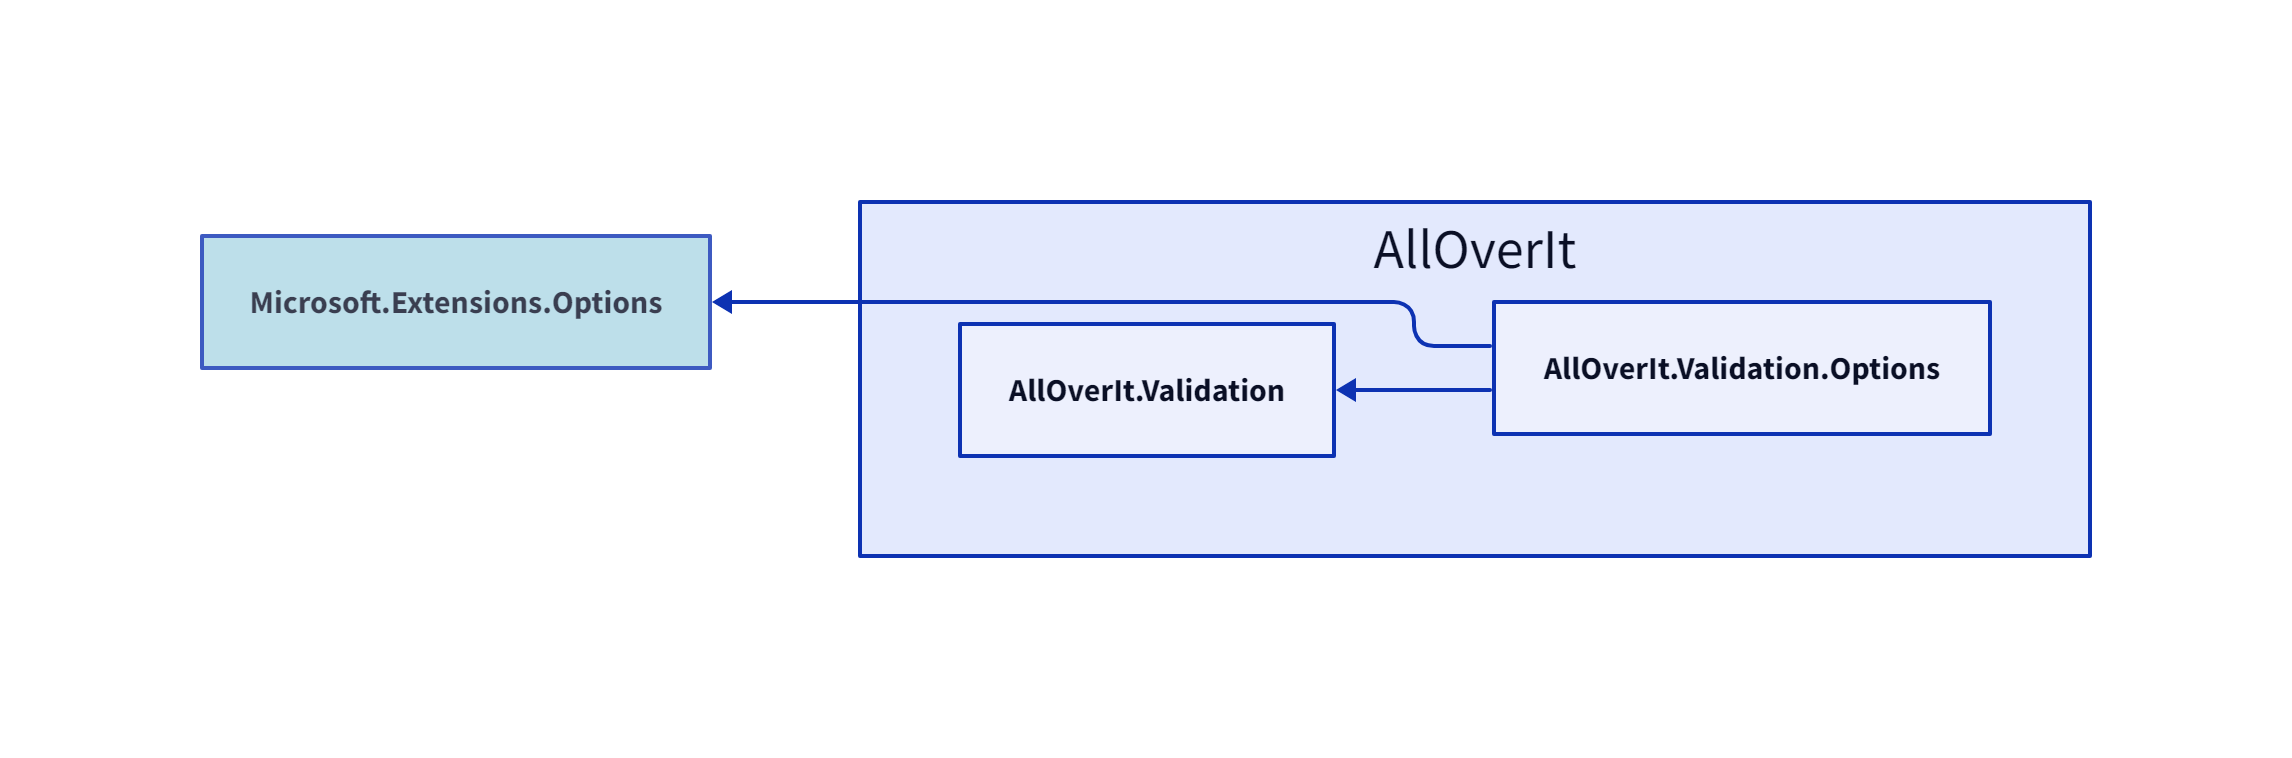 AllOverIt
Microsoft.Extensions.Options
AllOverIt.Validation
AllOverIt.Validation.Options